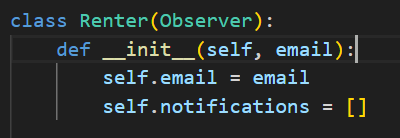 class Renter(Observer):
    def __init__(self, email):
        self.email = email
        self.notifications = []